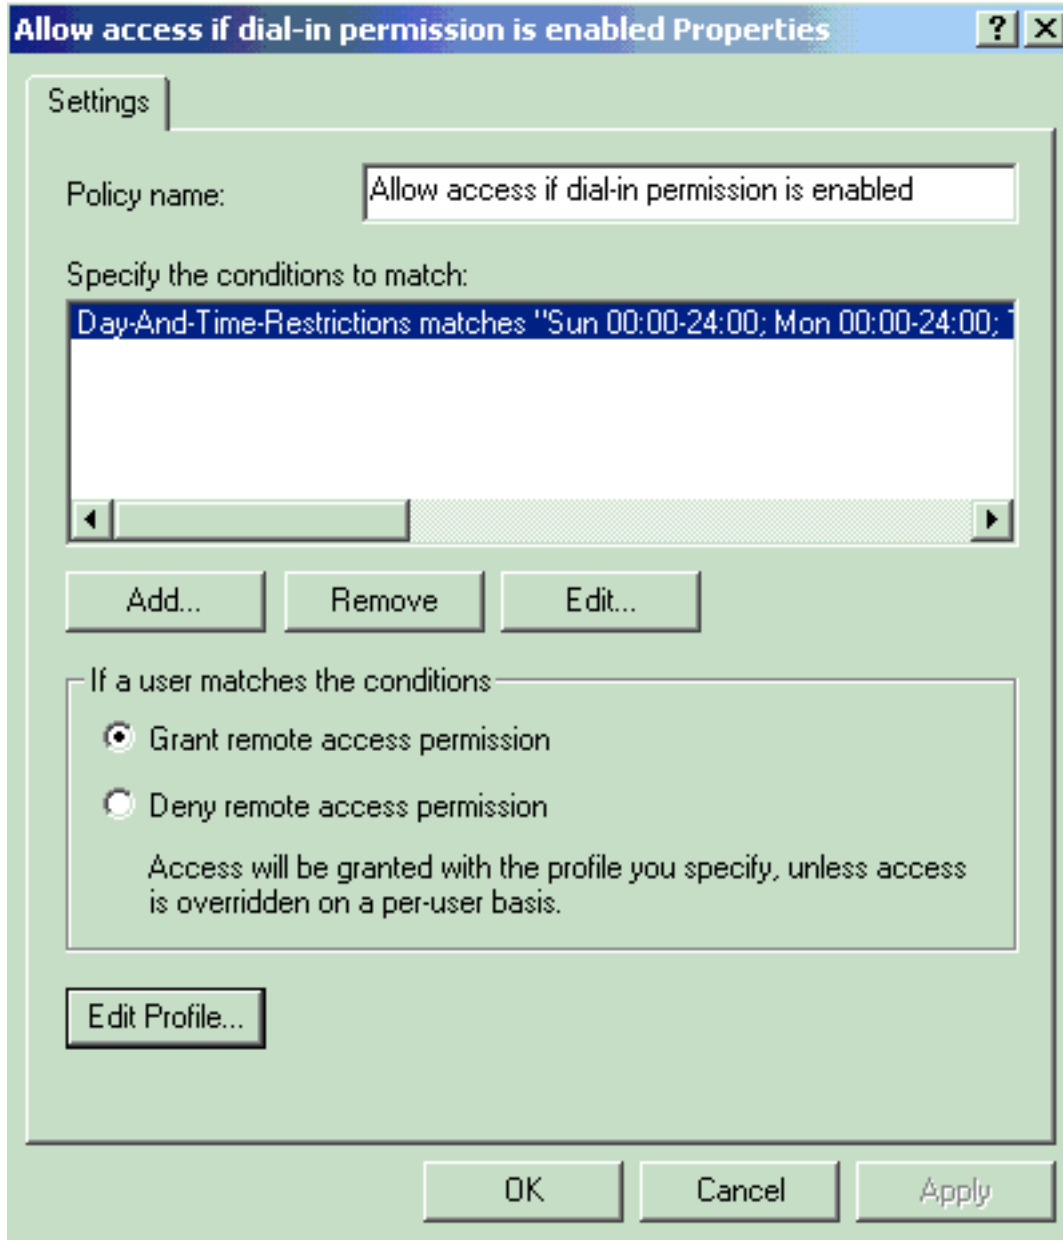 Allow access if dial-in permission is enabled Properties
Settings
Policy name:
Allow access if dial-in permission is enabled
Specify the conditions to match:
Day-And-Time-Restrictions matches "Sun 00:00-24:00; Mon 00:00-24:00;
Add...
Remove
Edit...
If a user matches the conditions
Grant remote access permission
Deny remote access permission
Access will be granted with the profile you specify, unless access
is overridden on a per-user basis.
Edit Profile...
OK
Cancel
Apply